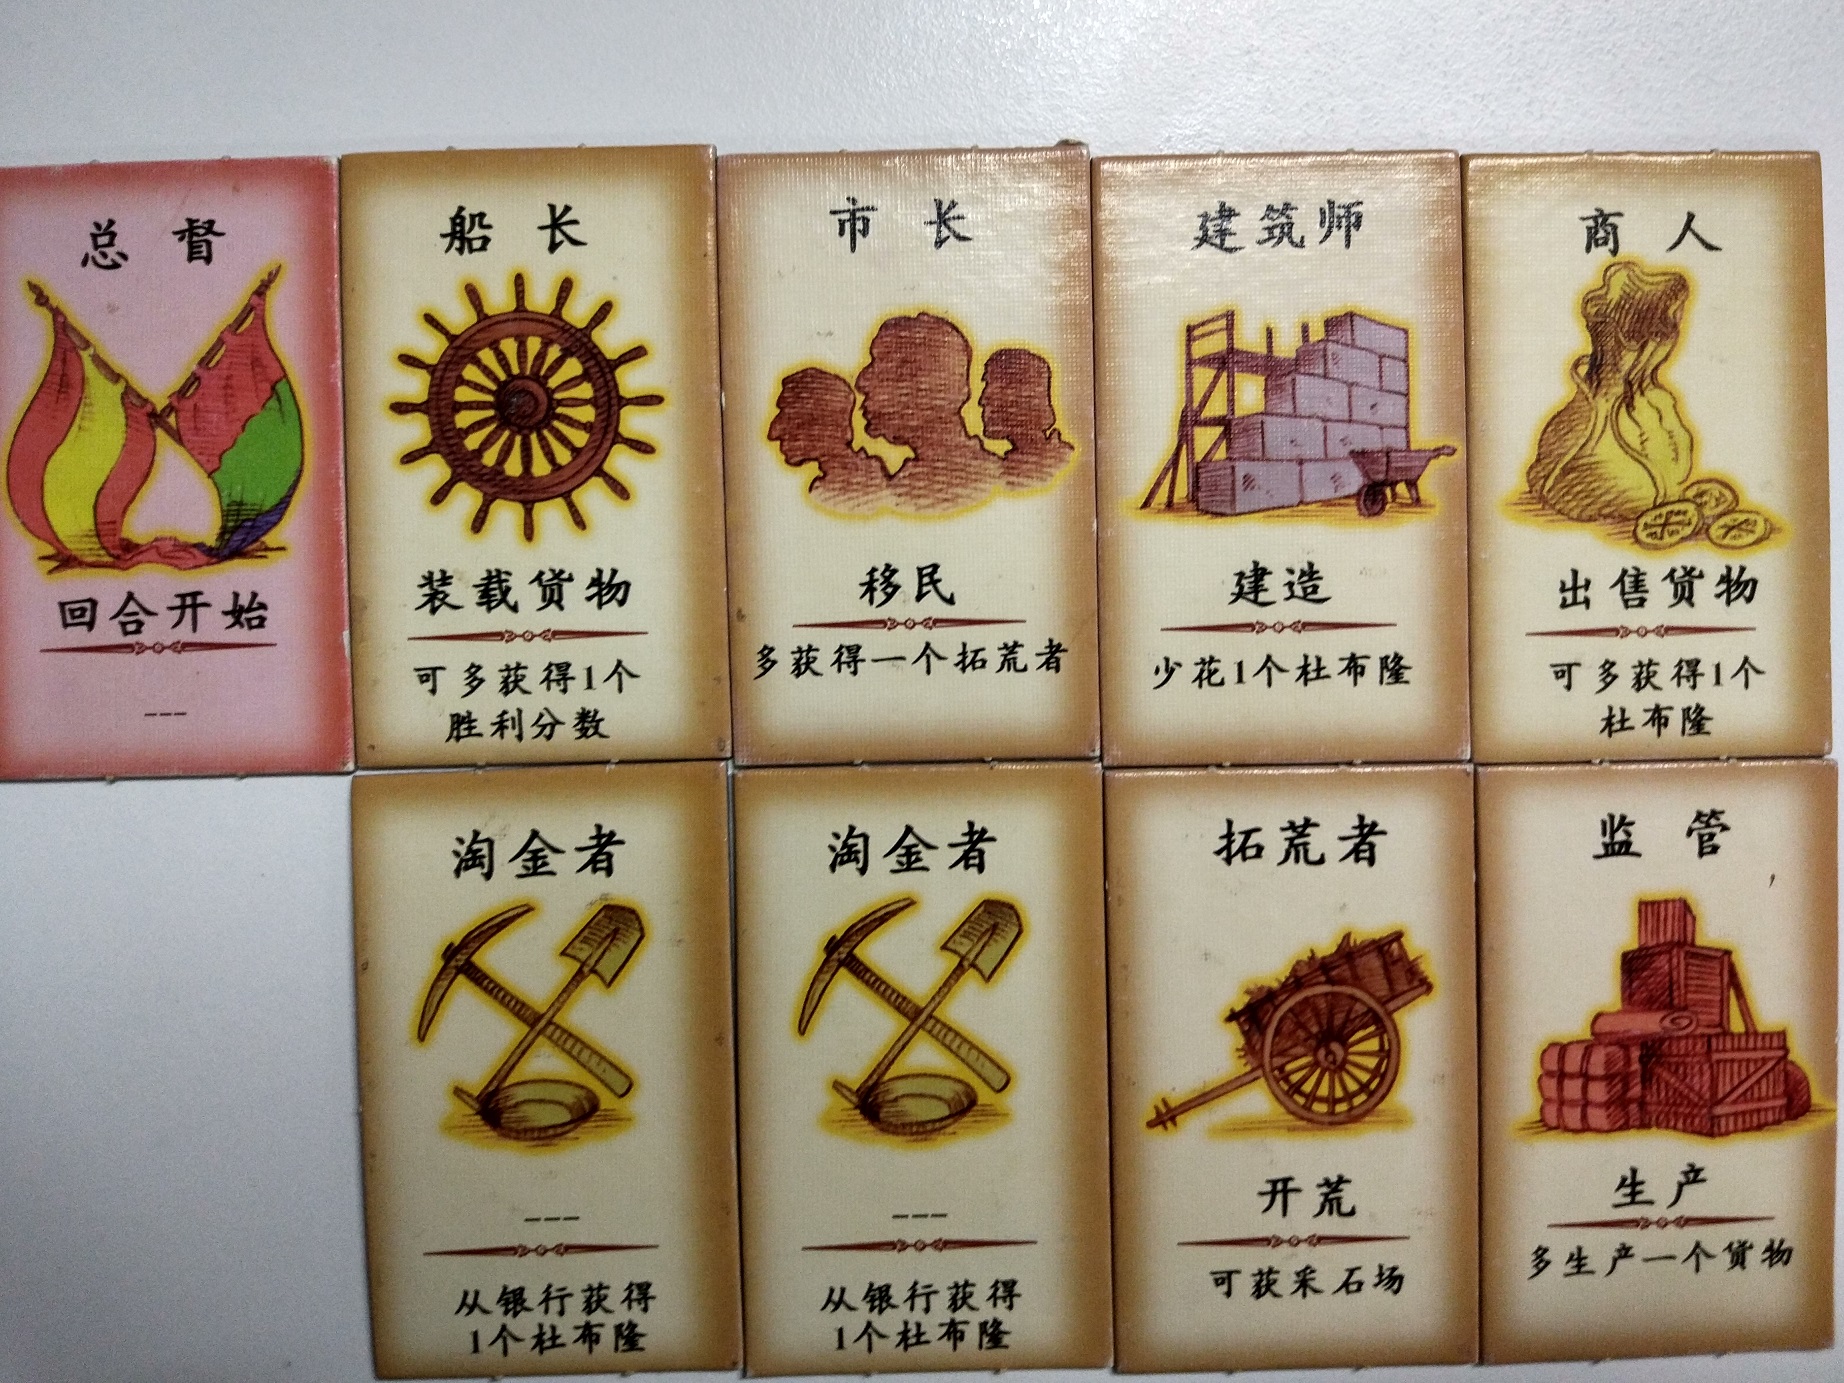 总督
回合开始
---
船长
装载货物
可多获得1个
胜利分数
市长
移民
多获得一个拓荒者
建筑师
建造
少花1个杜布隆
商人
出售货物
可多获得1个
杜布隆
淘金者
---
从银行获得
1个杜布隆
淘金者
---
从银行获得
1个杜布隆
拓荒者
开荒
可获采石场
监管
生产
多生产一个货物